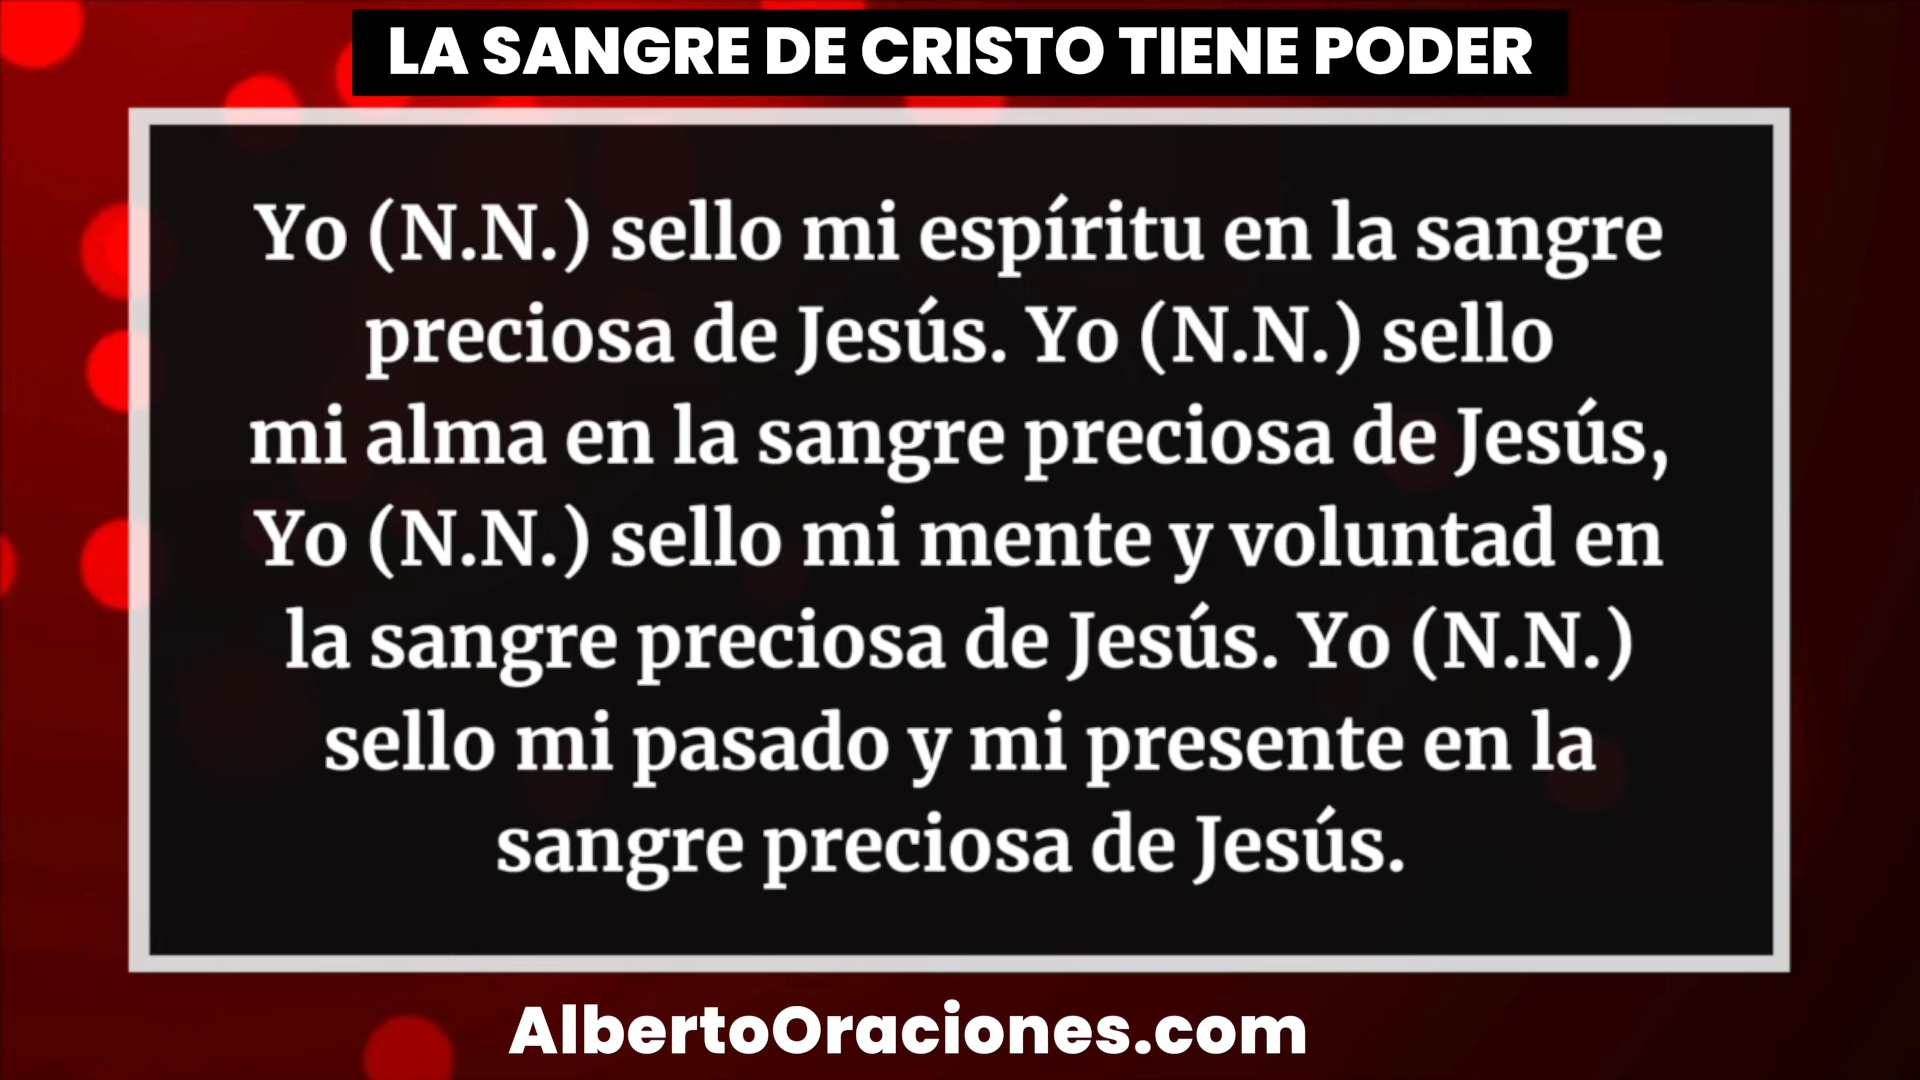 LA SANGRE DE CRISTO TIENE PODER
Yo (N.N.) sello mi espíritu en la sangre
preciosa de Jesús. Yo (N.N.) sello
mi alma en la sangre preciosa de Jesús,
Yo (N.N.) sello mi mente y voluntad en
la sangre preciosa de Jesús. Yo (N.N.)
sello mi pasado y mi presente en la
sangre preciosa de Jesús.
AlbertoOraciones.com